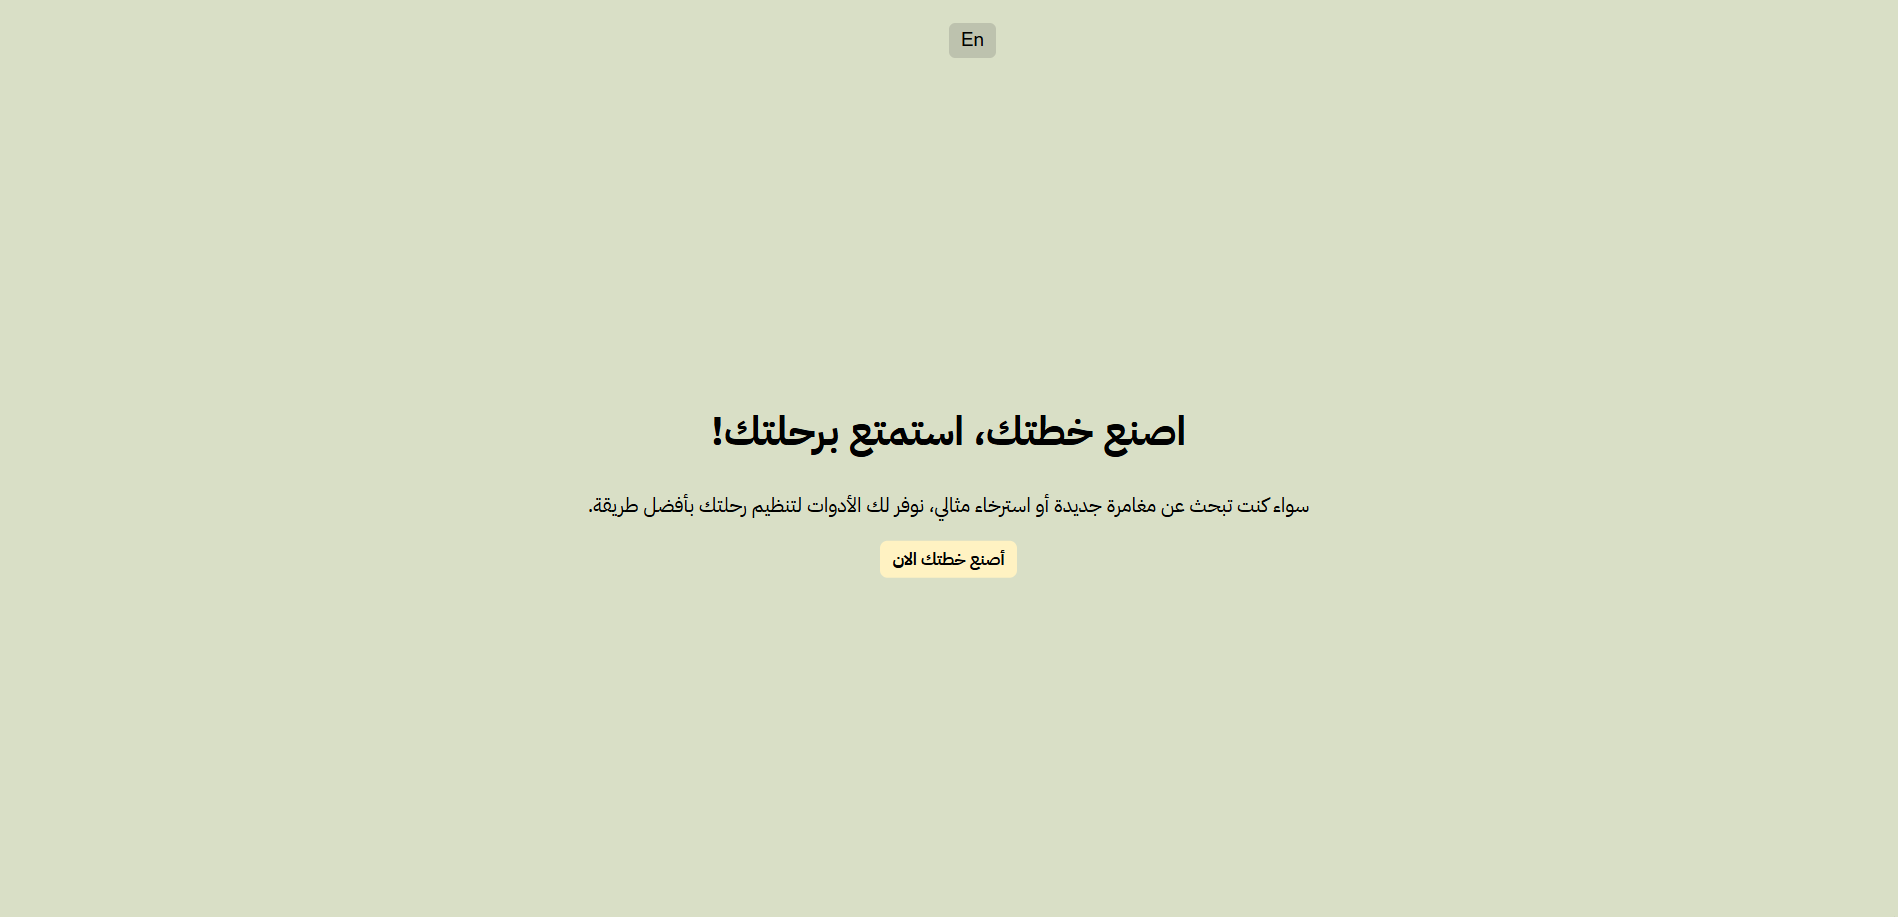 En
اصنع خطتك، استمتع برحلتك!
سواء كنت تبحث عن مغامرة جديدة أو استرخاء مثالي، نوفر لك الأدوات لتنظيم رحلتك بأفضل طريقة.
أصنع خطتك الان